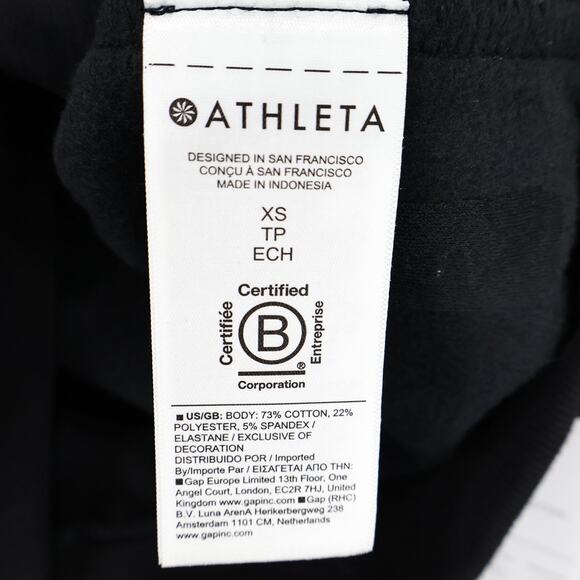 ATHLETA
DESIGNED IN SAN FRANCISCO
CONÇU À SAN FRANCISCO
MADE IN INDONESIA
XS
TP
ECH
Certified
Certifiée
B
®
Entreprise
Corporation
■ US/GB: BODY: 73% COTTON, 22%
POLYESTER, 5% SPANDEX /
ELASTANE / EXCLUSIVE OF
DECORATION
DISTRIBUIDO POR / Imported
By/Importe Par / ΕΙΣΑΓΕΤΑΙ ΑΠΟ ΤΗΝ:
■ Gap Europe Limited 13th Floor, One
Angel Court, London, EC2R 7HJ, United
Kingdom www.gapinc.com ■ Gap (RHC)
B.V. Luna ArenA Herikerbergweg 238
Amsterdam 1101 CM, Netherlands
www.gapinc.com